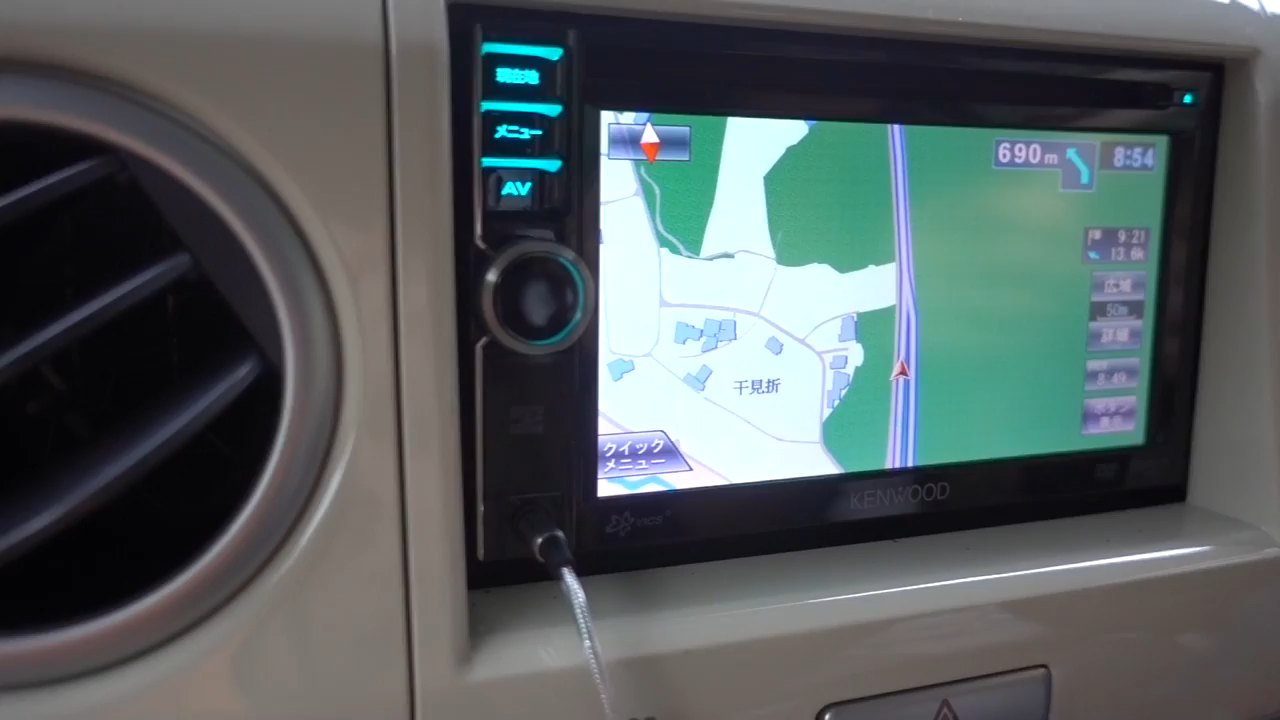 現在地
メニュー
AV
690m
8:54
9:21
13.6k
広域
50m
詳細
8:49
千見折
クイック
メニュー
KENWOOD
VICS